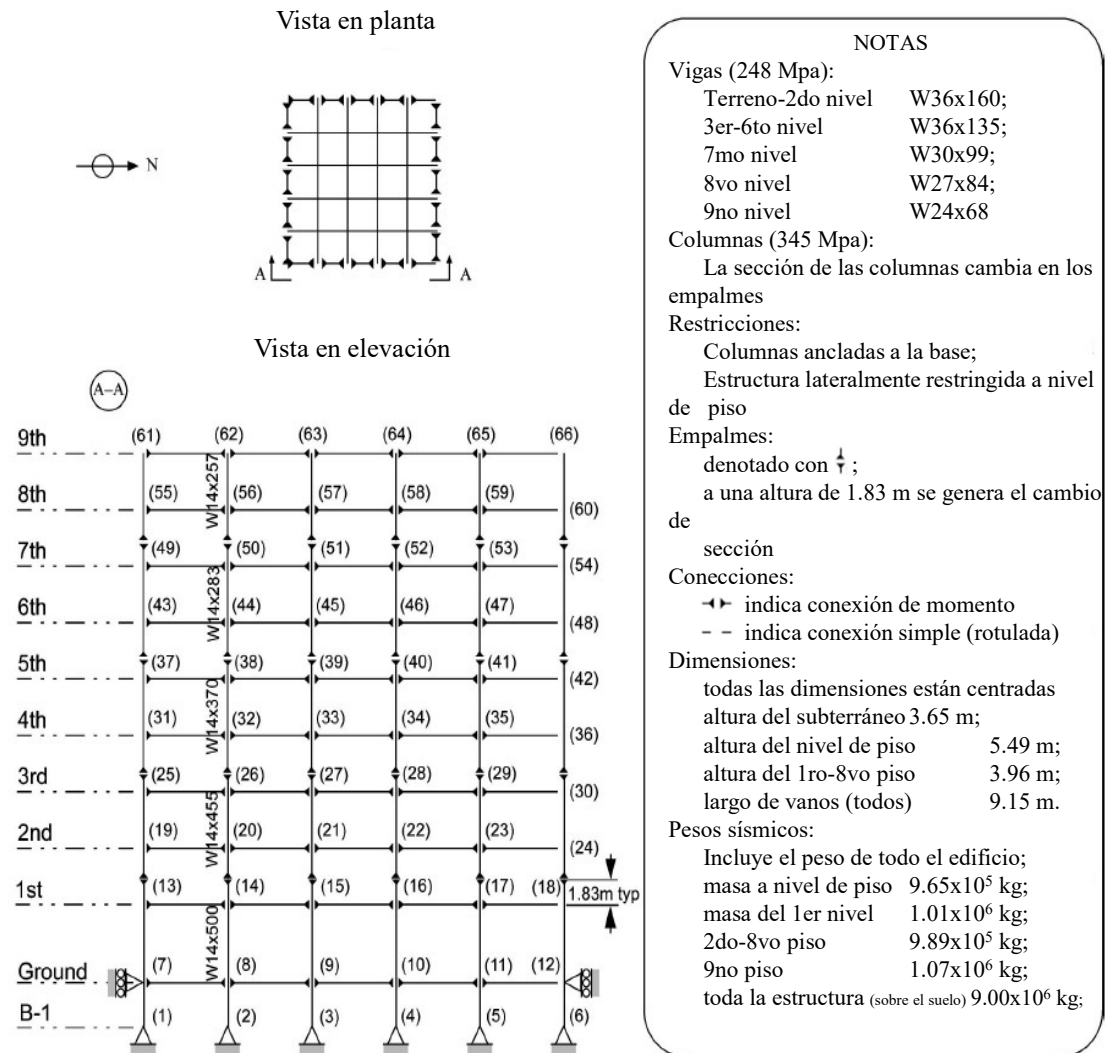 Vista en planta
N
A
A
Vista en elevación
A-A
9th
(61)
(62)
(63)
(64)
(65)
(66)
W14x257
8th
(55)
(56)
(57)
(58)
(59)
(60)
7th
(49)
(50)
(51)
(52)
(53)
(54)
W14x283
6th
(43)
(44)
(45)
(46)
(47)
(48)
5th
(37)
(38)
(39)
(40)
(41)
(42)
W14x370
4th
(31)
(32)
(33)
(34)
(35)
(36)
3rd
(25)
(26)
(27)
(28)
(29)
(30)
W14x455
2nd
(19)
(20)
(21)
(22)
(23)
(24)
1st
(13)
(14)
(15)
(16)
(17)
(18)
1.83m typ
W14x500
Ground
(7)
(8)
(9)
(10)
(11)
(12)
B-1
(1)
(2)
(3)
(4)
(5)
(6)
NOTAS
Vigas (248 Mpa):
Terreno-2do nivel W36x160;
3er-6to nivel W36x135;
7mo nivel W30x99;
8vo nivel W27x84;
9no nivel W24x68
Columnas (345 Mpa):
La sección de las columnas cambia en los
empalmes
Restricciones:
Columnas ancladas a la base;
Estructura lateralmente restringida a nivel
de piso
Empalmes:
denotado con ;
a una altura de 1.83 m se genera el cambio
de
sección
Conecciones:
indica conexión de momento
– – indica conexión simple (rotulada)
Dimensiones:
todas las dimensiones están centradas
altura del subterráneo 3.65 m;
altura del nivel de piso 5.49 m;
altura del 1ro-8vo piso 3.96 m;
largo de vanos (todos) 9.15 m.
Pesos sísmicos:
Incluye el peso de todo el edificio;
masa a nivel de piso 9.65x10⁵ kg;
masa del 1er nivel 1.01x10⁶ kg;
2do-8vo piso 9.89x10⁵ kg;
9no piso 1.07x10⁶ kg;
toda la estructura (sobre el suelo) 9.00x10⁶ kg;